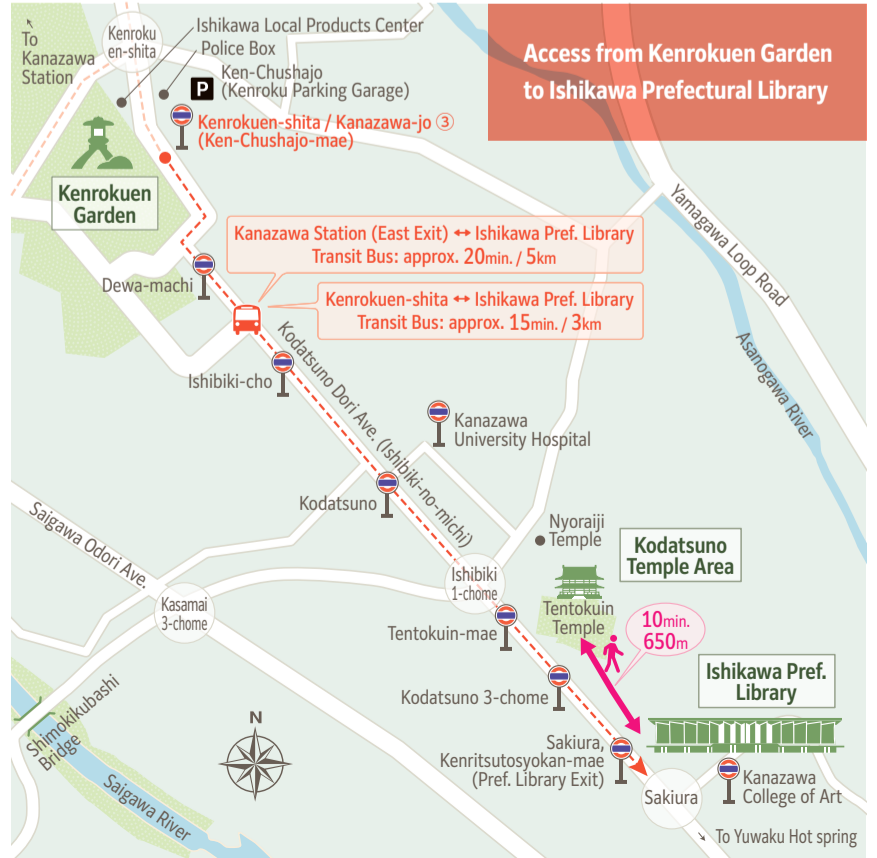 Access from Kenrokuen Garden
to Ishikawa Prefectural Library
To
Kanazawa
Station
Kenroku
en-shita
Ishikawa Local Products Center
Police Box
P
Ken-Chushajo
(Kenroku Parking Garage)
Kenrokuen-shita / Kanazawa-jo ③
(Ken-Chushajo-mae)
Kenrokuen
Garden
Yamagawa Loop Road
Asanogawa River
Kanazawa Station (East Exit) ↔ Ishikawa Pref. Library
Transit Bus: approx. 20min. / 5km
Dewa-machi
Kenrokuen-shita ↔ Ishikawa Pref. Library
Transit Bus: approx. 15min. / 3km
Kodatsuno Dori Ave. (Ishibiki-no-michi)
Ishibiki-cho
Kanazawa
University Hospital
Kodatsuno
Saigawa Odori Ave.
Nyoraiji
Temple
Kodatsuno
Temple Area
Ishibiki
1-chome
Kasamai
3-chome
Tentokuin
Temple
Tentokuin-mae
10min.
650m
Ishikawa Pref.
Library
Kodatsuno 3-chome
Shimokikubashi
Bridge
N
Sakiura,
Kenritsutosyokan-mae
(Pref. Library Exit)
Kanazawa
College of Art
Sakiura
Saigawa River
To Yuwaku Hot spring